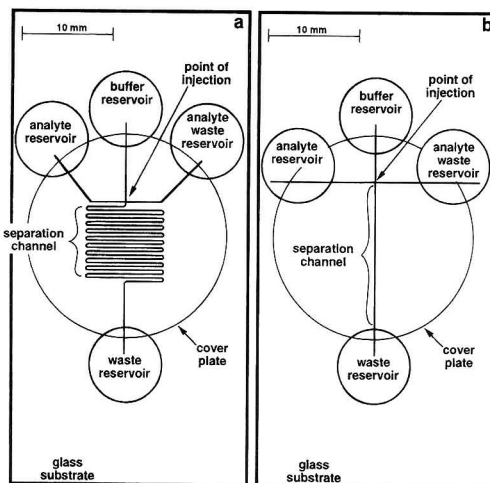 a
10 mm
buffer
reservoir
point of
injection
analyte
reservoir
analyte
waste
reservoir
separation
channel
cover
plate
waste
reservoir
glass
substrate
b
10 mm
buffer
reservoir
point of
injection
analyte
reservoir
analyte
waste
reservoir
separation
channel
cover
plate
waste
reservoir
glass
substrate